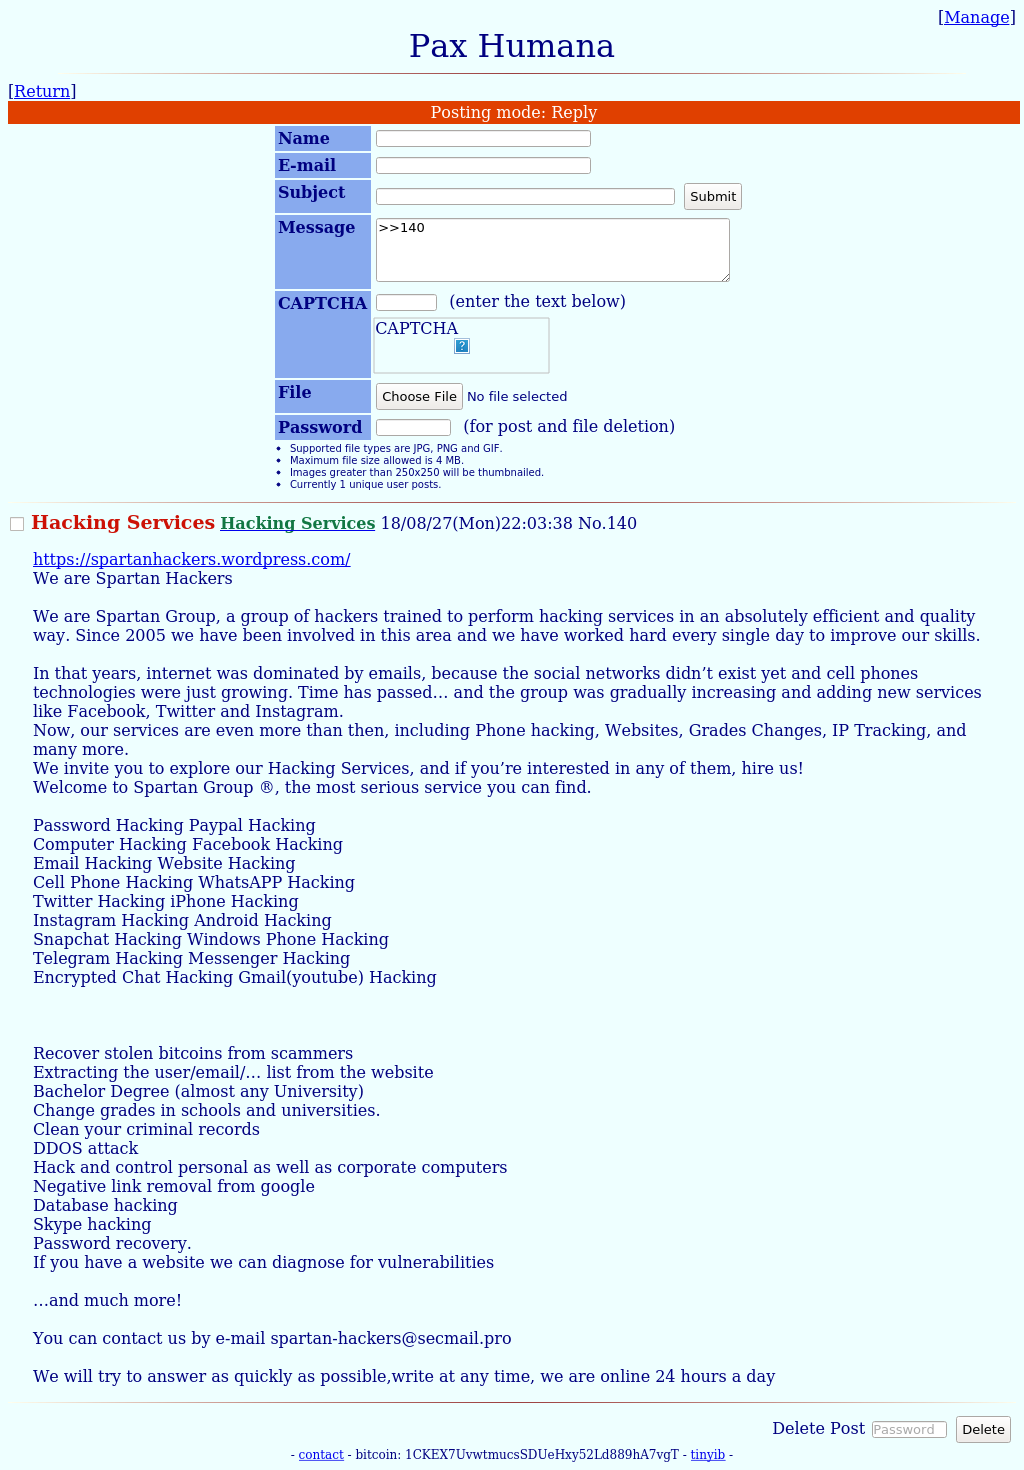 [Manage]
Pax Humana
[Return]
Posting mode: Reply
Name
E-mail
Subject Submit
Message >>140
CAPTCHA (enter the text below)
CAPTCHA
File Choose File No file selected
Password (for post and file deletion)
• Supported file types are JPG, PNG and GIF.
• Maximum file size allowed is 4 MB.
• Images greater than 250x250 will be thumbnailed.
• Currently 1 unique user posts.
Hacking Services Hacking Services 18/08/27(Mon)22:03:38 No.140
https://spartanhackers.wordpress.com/
We are Spartan Hackers
We are Spartan Group, a group of hackers trained to perform hacking services in an absolutely efficient and quality
way. Since 2005 we have been involved in this area and we have worked hard every single day to improve our skills.
In that years, internet was dominated by emails, because the social networks didn’t exist yet and cell phones
technologies were just growing. Time has passed… and the group was gradually increasing and adding new services
like Facebook, Twitter and Instagram.
Now, our services are even more than then, including Phone hacking, Websites, Grades Changes, IP Tracking, and
many more.
We invite you to explore our Hacking Services, and if you’re interested in any of them, hire us!
Welcome to Spartan Group ®, the most serious service you can find.
Password Hacking Paypal Hacking
Computer Hacking Facebook Hacking
Email Hacking Website Hacking
Cell Phone Hacking WhatsAPP Hacking
Twitter Hacking iPhone Hacking
Instagram Hacking Android Hacking
Snapchat Hacking Windows Phone Hacking
Telegram Hacking Messenger Hacking
Encrypted Chat Hacking Gmail(youtube) Hacking
Recover stolen bitcoins from scammers
Extracting the user/email/… list from the website
Bachelor Degree (almost any University)
Change grades in schools and universities.
Clean your criminal records
DDOS attack
Hack and control personal as well as corporate computers
Negative link removal from google
Database hacking
Skype hacking
Password recovery.
If you have a website we can diagnose for vulnerabilities
…and much more!
You can contact us by e-mail spartan-hackers@secmail.pro
We will try to answer as quickly as possible,write at any time, we are online 24 hours a day
Delete Post Password Delete
- contact - bitcoin: 1CKEX7UvwtmucsSDUeHxy52Ld889hA7vgT - tinyib -